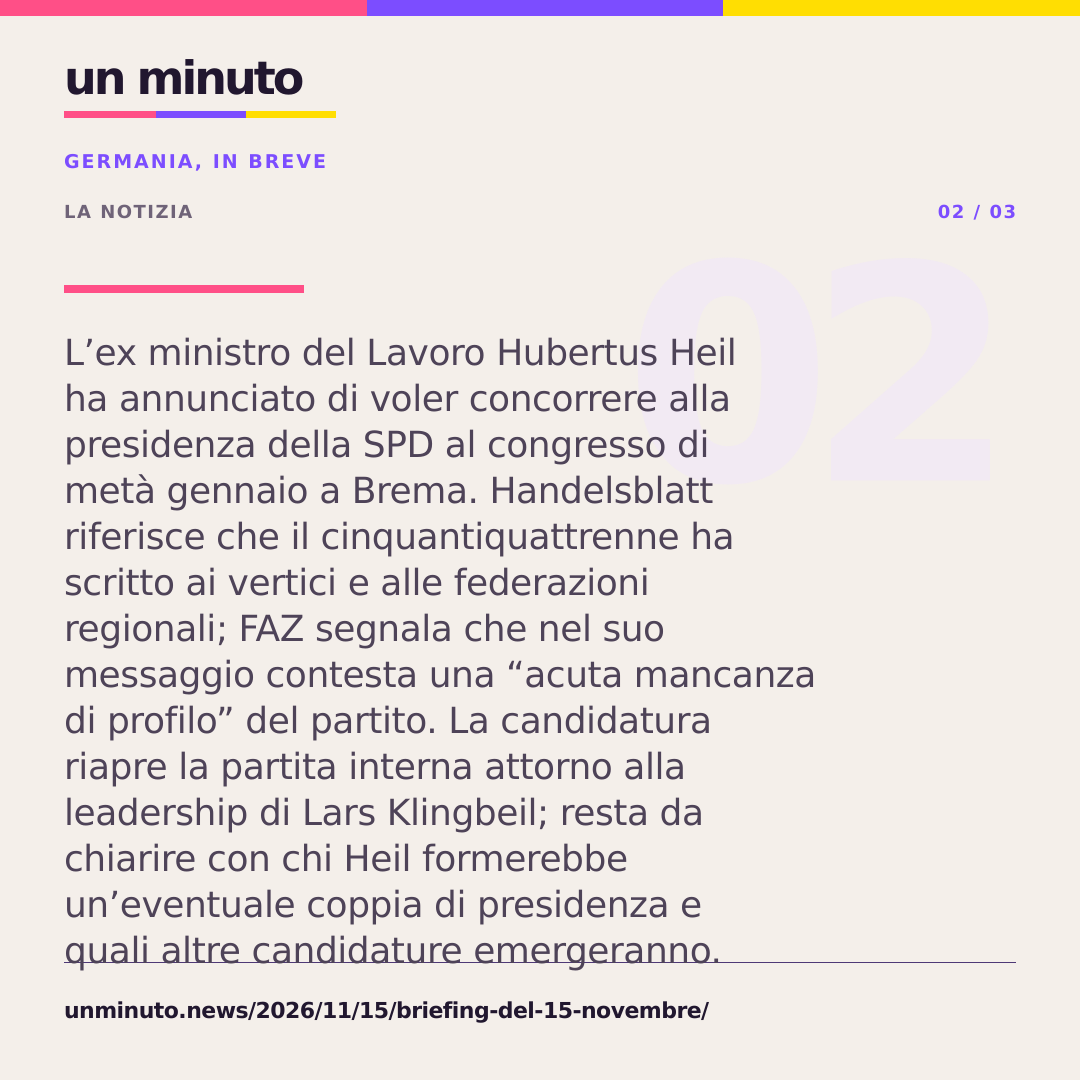 un minuto
GERMANIA, IN BREVE
LA NOTIZIA
02 / 03
02
L’ex ministro del Lavoro Hubertus Heil
ha annunciato di voler concorrere alla
presidenza della SPD al congresso di
metà gennaio a Brema. Handelsblatt
riferisce che il cinquantiquattrenne ha
scritto ai vertici e alle federazioni
regionali; FAZ segnala che nel suo
messaggio contesta una “acuta mancanza
di profilo” del partito. La candidatura
riapre la partita interna attorno alla
leadership di Lars Klingbeil; resta da
chiarire con chi Heil formerebbe
un’eventuale coppia di presidenza e
quali altre candidature emergeranno.
unminuto.news/2026/11/15/briefing-del-15-novembre/